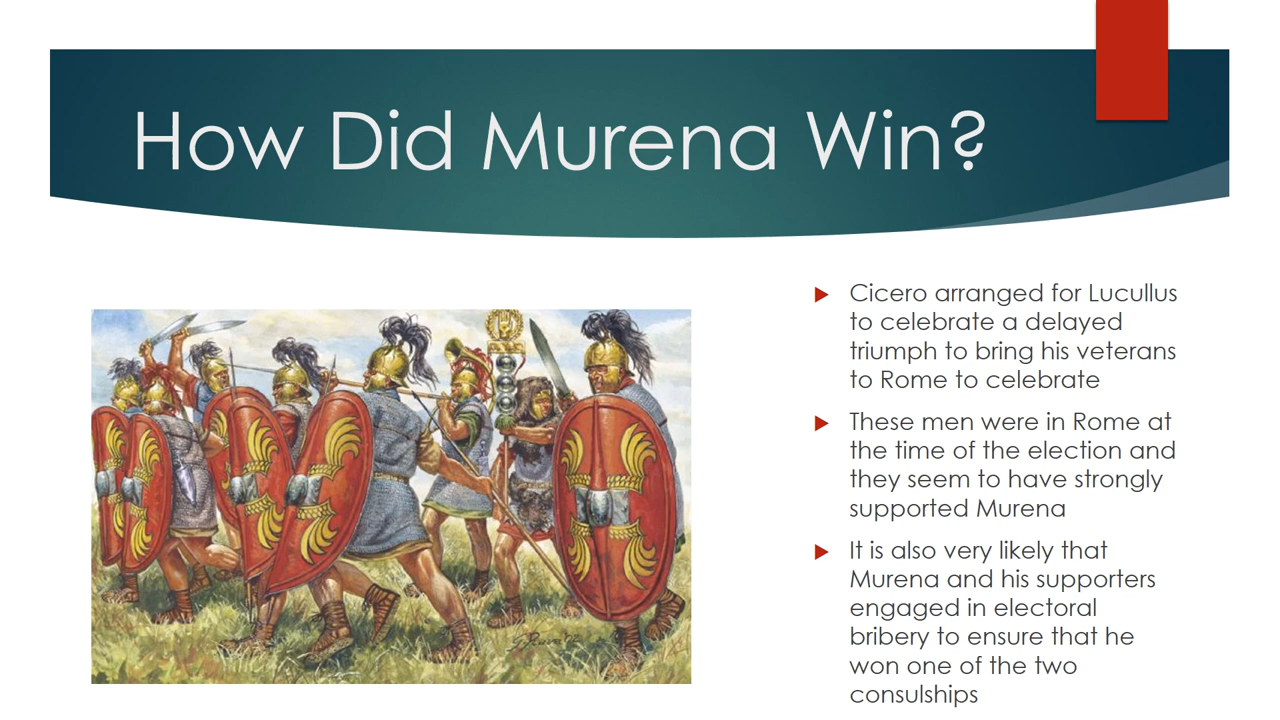 How Did Murena Win?
Cicero arranged for Lucullus
to celebrate a delayed
triumph to bring his veterans
to Rome to celebrate
These men were in Rome at
the time of the election and
they seem to have strongly
supported Murena
It is also very likely that
Murena and his supporters
engaged in electoral
bribery to ensure that he
won one of the two
consulships